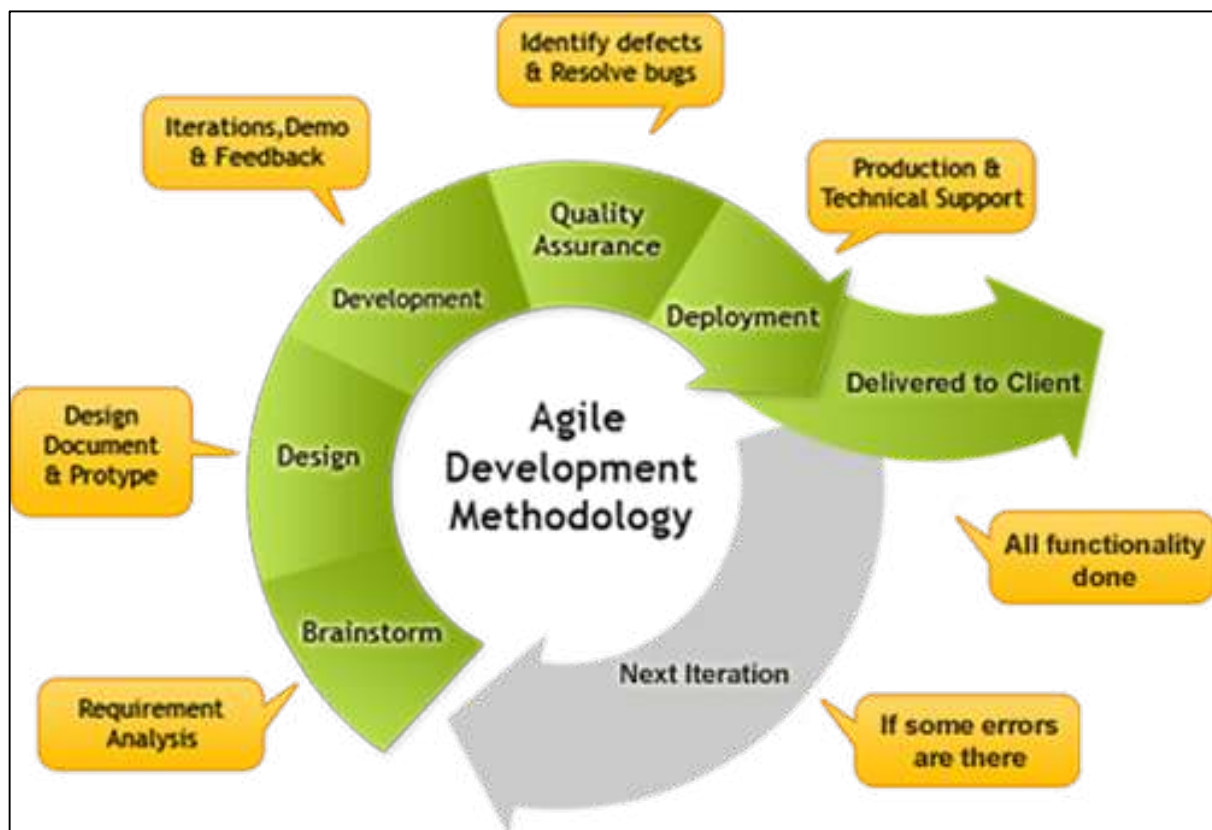 Identify defects
& Resolve bugs
Iterations,Demo
& Feedback
Production &
Technical Support
Quality
Assurance
Development
Deployment
Delivered to Client
Design
Document
& Protype
Design
Agile
Development
Methodology
All functionality
done
Brainstorm
Next Iteration
Requirement
Analysis
If some errors
are there